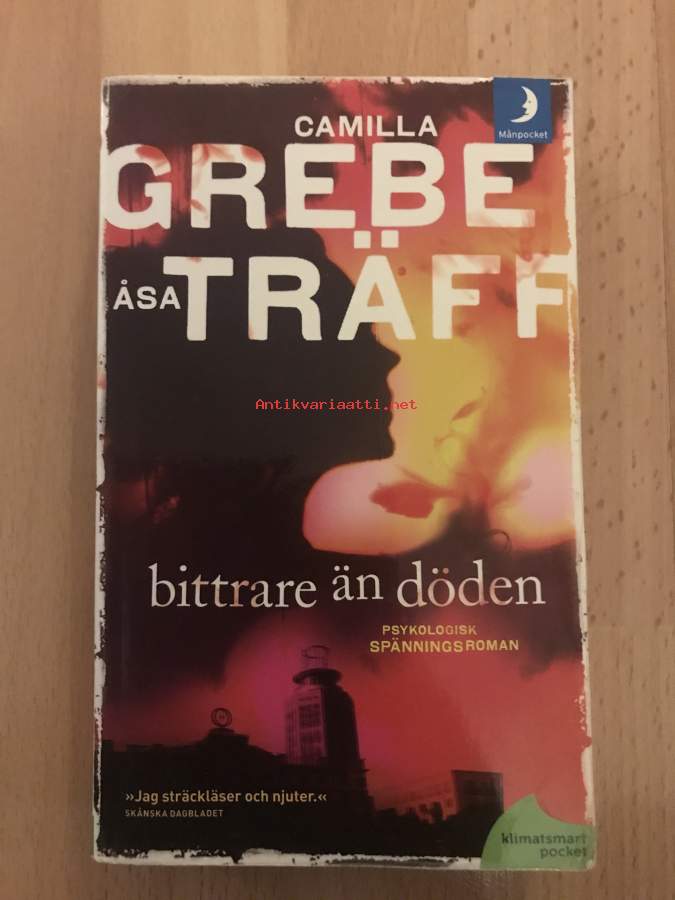 CAMILLA
GREBE
Månpocket
ÅSA TRÄFF
Antikvariaatti.net
bittrare än döden
PSYKOLOGISK
SPÄNNINGSROMAN
»Jag sträckläser och njuter.«
SKÅNSKA DAGBLADET
klimatsmart
pocket